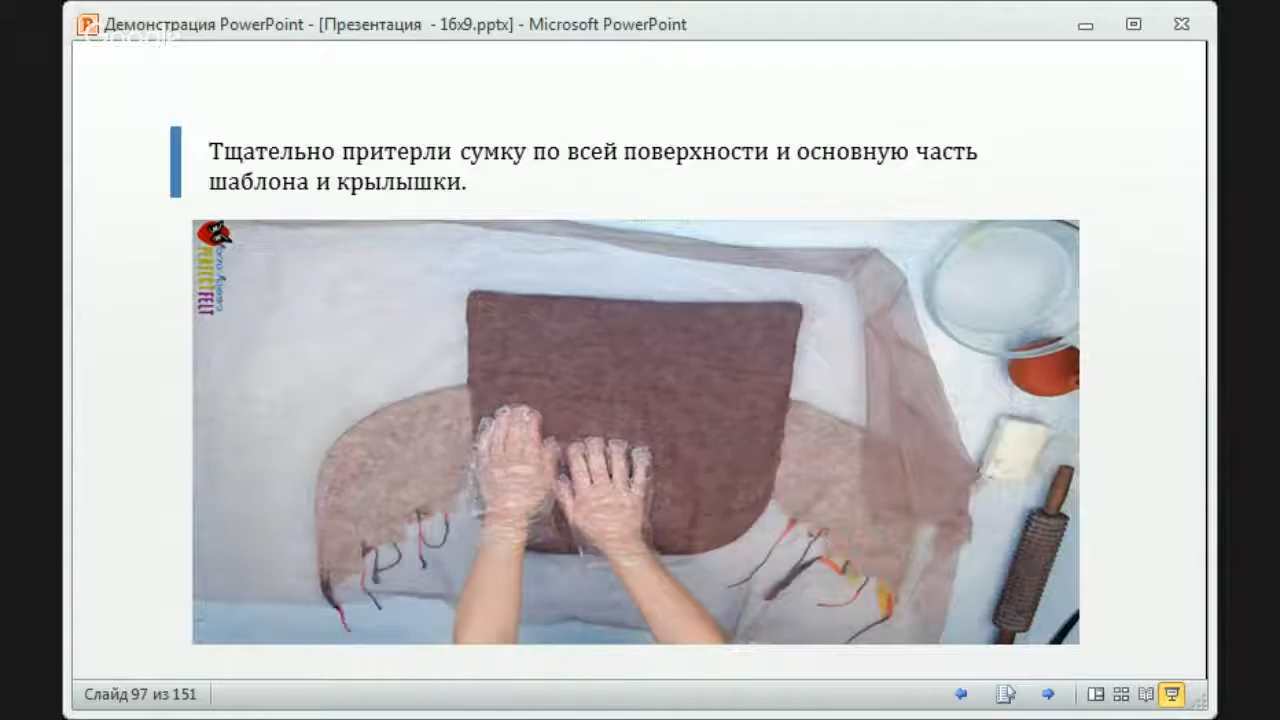 Демонстрация PowerPoint - [Презентация - 16x9.pptx] - Microsoft PowerPoint
Google
Тщательно притерли сумку по всей поверхности и основную часть
шаблона и крылышки.
Слайд 97 из 151